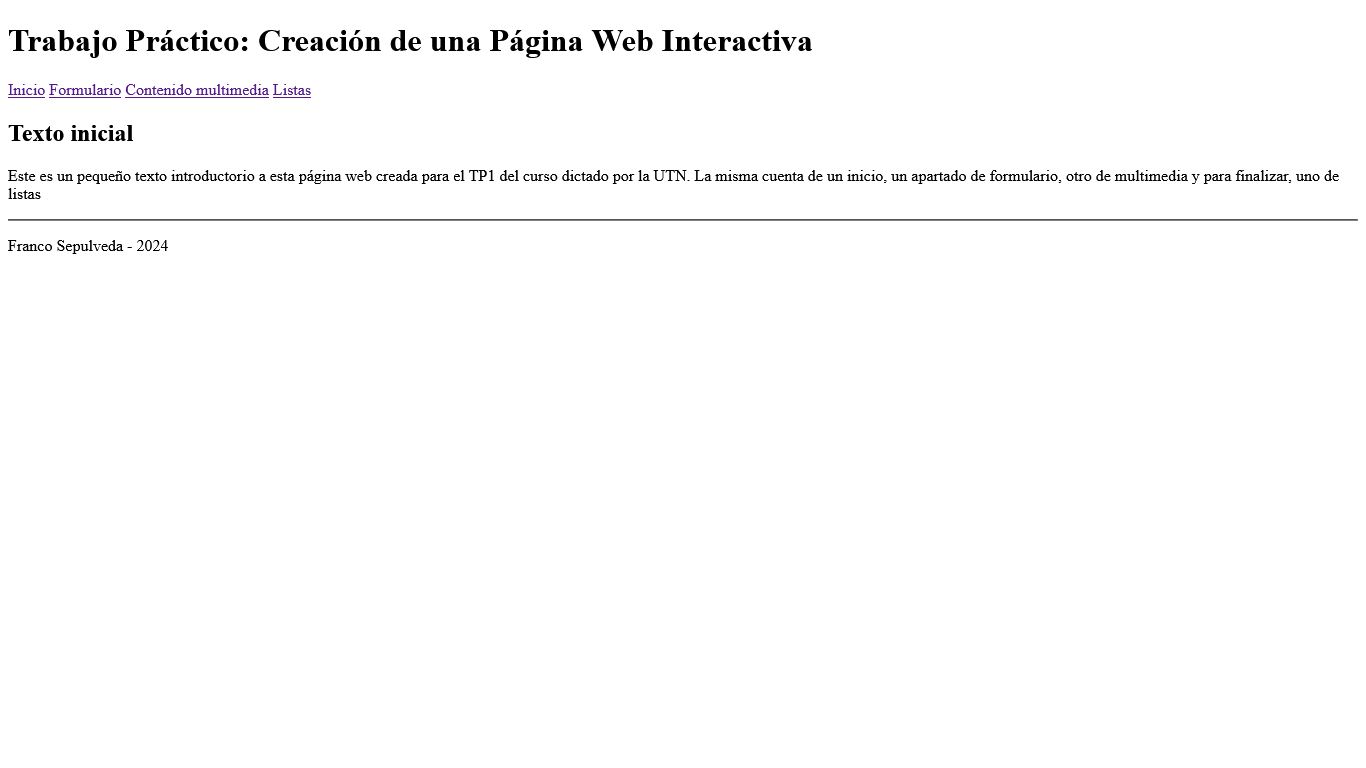 Trabajo Práctico: Creación de una Página Web Interactiva
Inicio Formulario Contenido multimedia Listas
Texto inicial
Este es un pequeño texto introductorio a esta página web creada para el TP1 del curso dictado por la UTN. La misma cuenta de un inicio, un apartado de formulario, otro de multimedia y para finalizar, uno de
listas
Franco Sepulveda - 2024